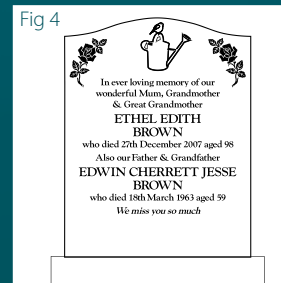 Fig 4
In ever loving memory of our
wonderful Mum, Grandmother
& Great Grandmother
ETHEL EDITH
BROWN
who died 27th December 2007 aged 98
Also our Father & Grandfather
EDWIN CHERRETT JESSE
BROWN
who died 18th March 1963 aged 59
We miss you so much